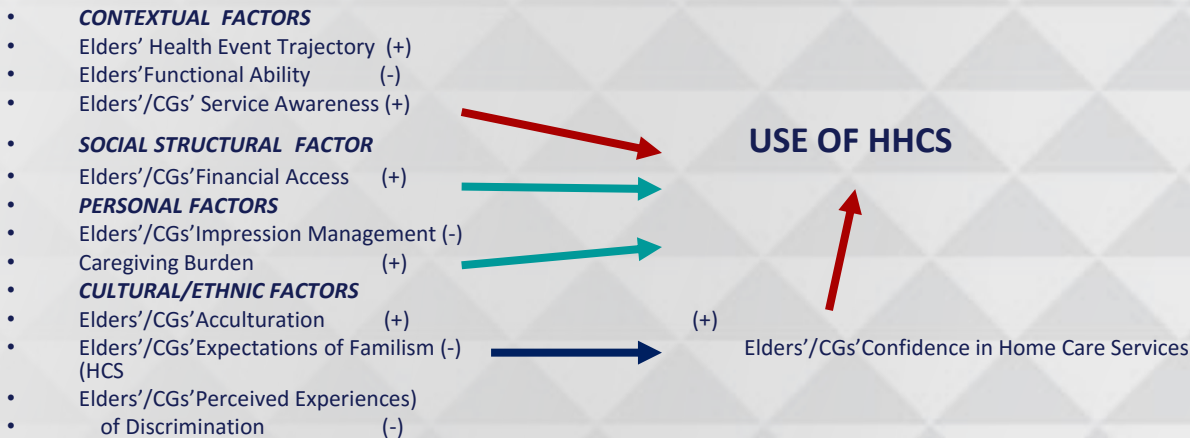 • CONTEXTUAL FACTORS
• Elders' Health Event Trajectory (+)
• Elders'Functional Ability (-)
• Elders'/CGs' Service Awareness (+)
• SOCIAL STRUCTURAL FACTOR
USE OF HHCS
• Elders'/CGs'Financial Access (+)
• PERSONAL FACTORS
• Elders'/CGs'Impression Management (-)
• Caregiving Burden (+)
• CULTURAL/ETHNIC FACTORS
• Elders'/CGs'Acculturation (+) (+)
• Elders'/CGs'Expectations of Familism (-) Elders'/CGs'Confidence in Home Care Services
(HCS
• Elders'/CGs'Perceived Experiences)
• of Discrimination (-)